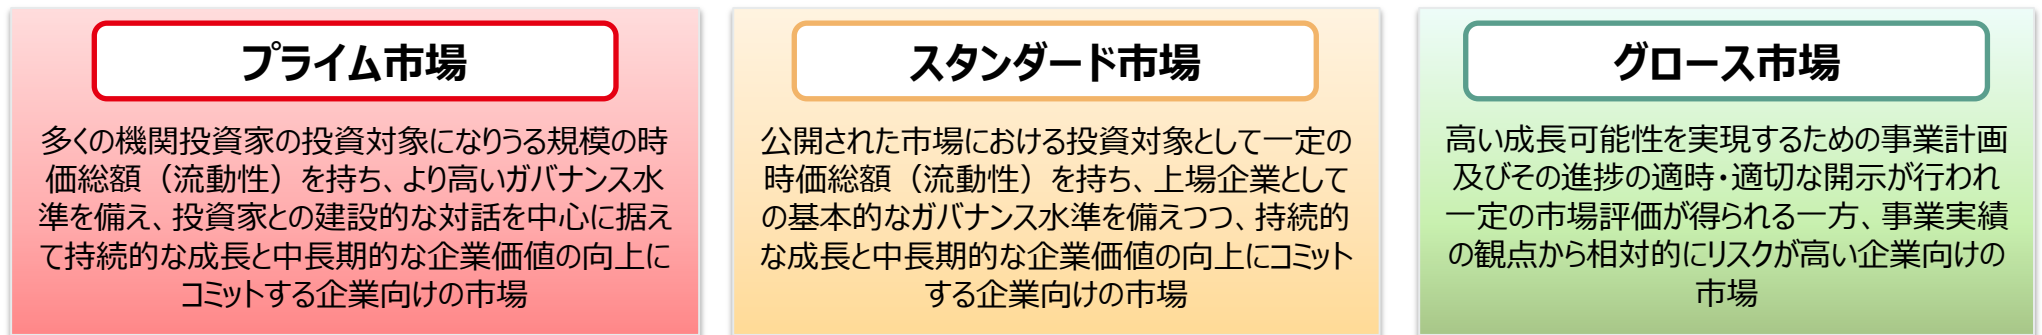 プライム市場
多くの機関投資家の投資対象になりうる規模の時
価総額（流動性）を持ち、より高いガバナンス水
準を備え、投資家との建設的な対話を中心に据え
て持続的な成長と中長期的な企業価値の向上に
コミットする企業向けの市場
スタンダード市場
公開された市場における投資対象として一定の
時価総額（流動性）を持ち、上場企業として
の基本的なガバナンス水準を備えつつ、持続的
な成長と中長期的な企業価値の向上にコミット
する企業向けの市場
グロース市場
高い成長可能性を実現するための事業計画
及びその進捗の適時・適切な開示が行われ
一定の市場評価が得られる一方、事業実績
の観点から相対的にリスクが高い企業向けの
市場